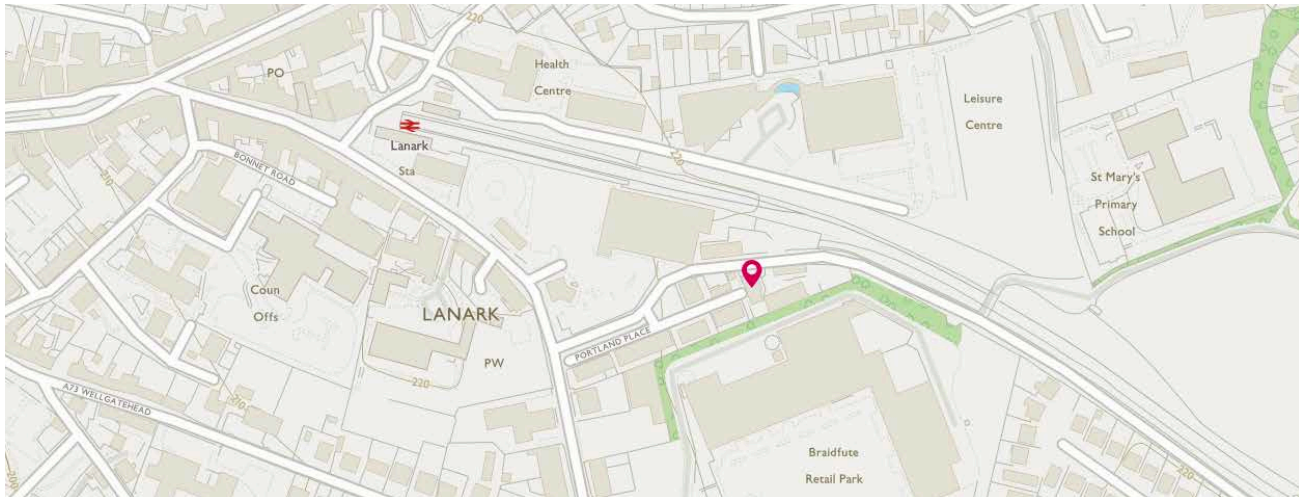 220
PO
Health
Centre
Leisure
Centre
Lanark
Sta
220
210
BONNET ROAD
St Mary's
Primary
School
Coun
Offs
LANARK
PORTLAND PLACE
PW
220
A73 WELLGATEHEAD
210
Braidfute
Retail Park
220
200